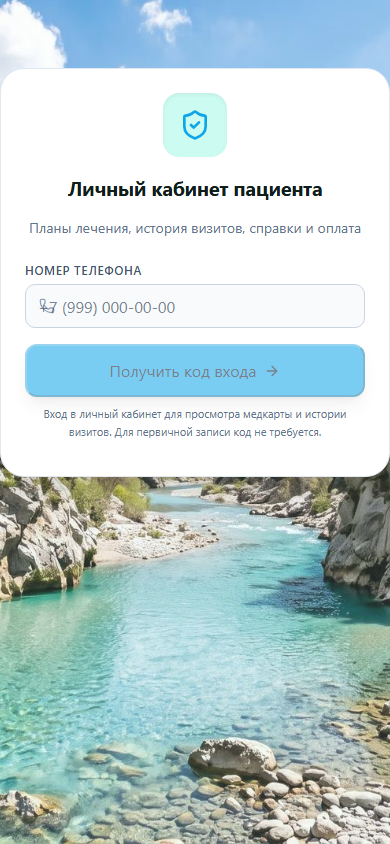 Личный кабинет пациента
Планы лечения, история визитов, справки и оплата
НОМЕР ТЕЛЕФОНА
+7 (999) 000-00-00
Получить код входа →
Вход в личный кабинет для просмотра медкарты и истории
визитов. Для первичной записи код не требуется.